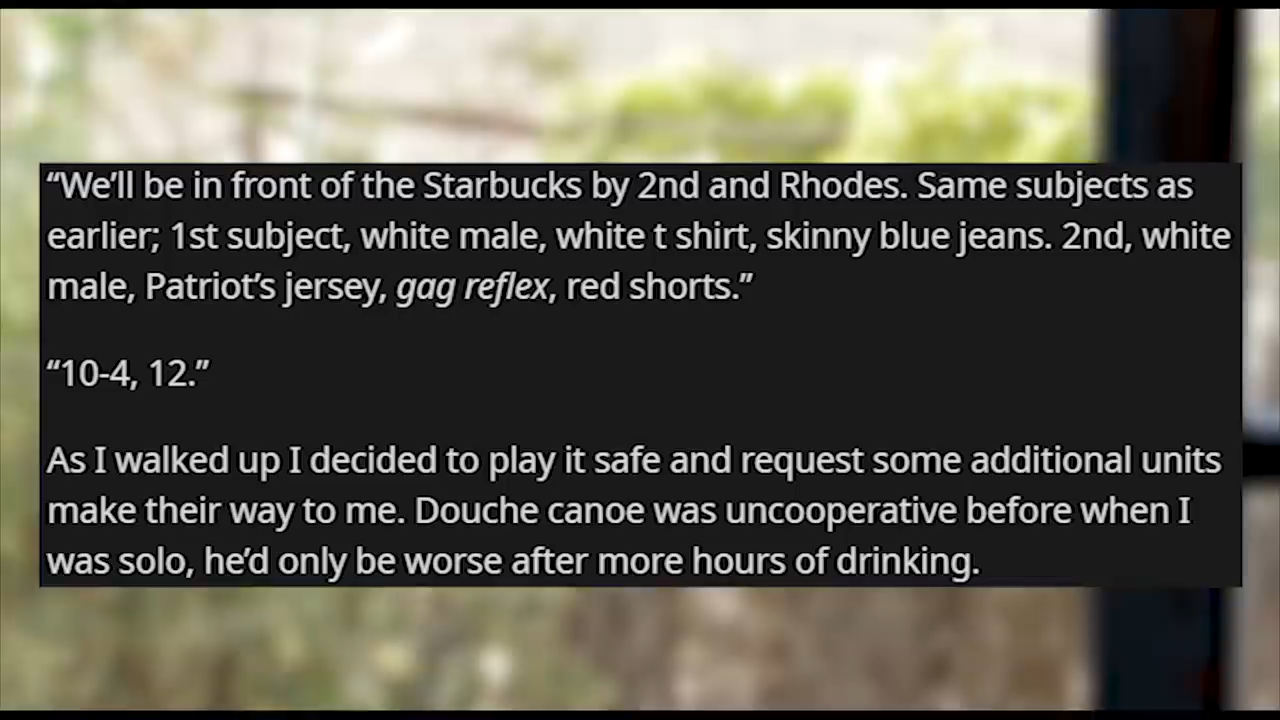 “We’ll be in front of the Starbucks by 2nd and Rhodes. Same subjects as
earlier; 1st subject, white male, white t shirt, skinny blue jeans. 2nd, white
male, Patriot’s jersey, gag reflex, red shorts.”
“10-4, 12.”
As I walked up I decided to play it safe and request some additional units
make their way to me. Douche canoe was uncooperative before when I
was solo, he’d only be worse after more hours of drinking.